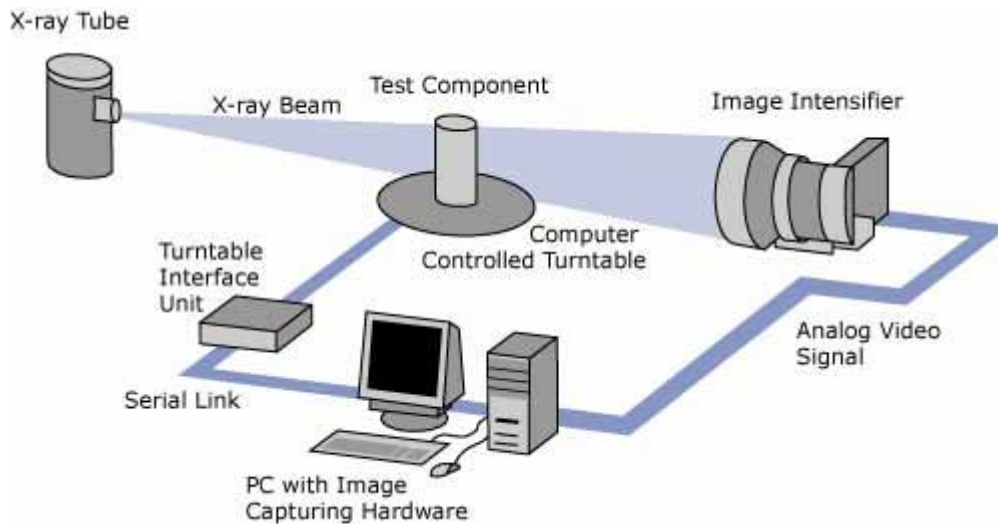 X-ray Tube
X-ray Beam
Test Component
Image Intensifier
Computer
Controlled Turntable
Turntable
Interface
Unit
Analog Video
Signal
Serial Link
PC with Image
Capturing Hardware